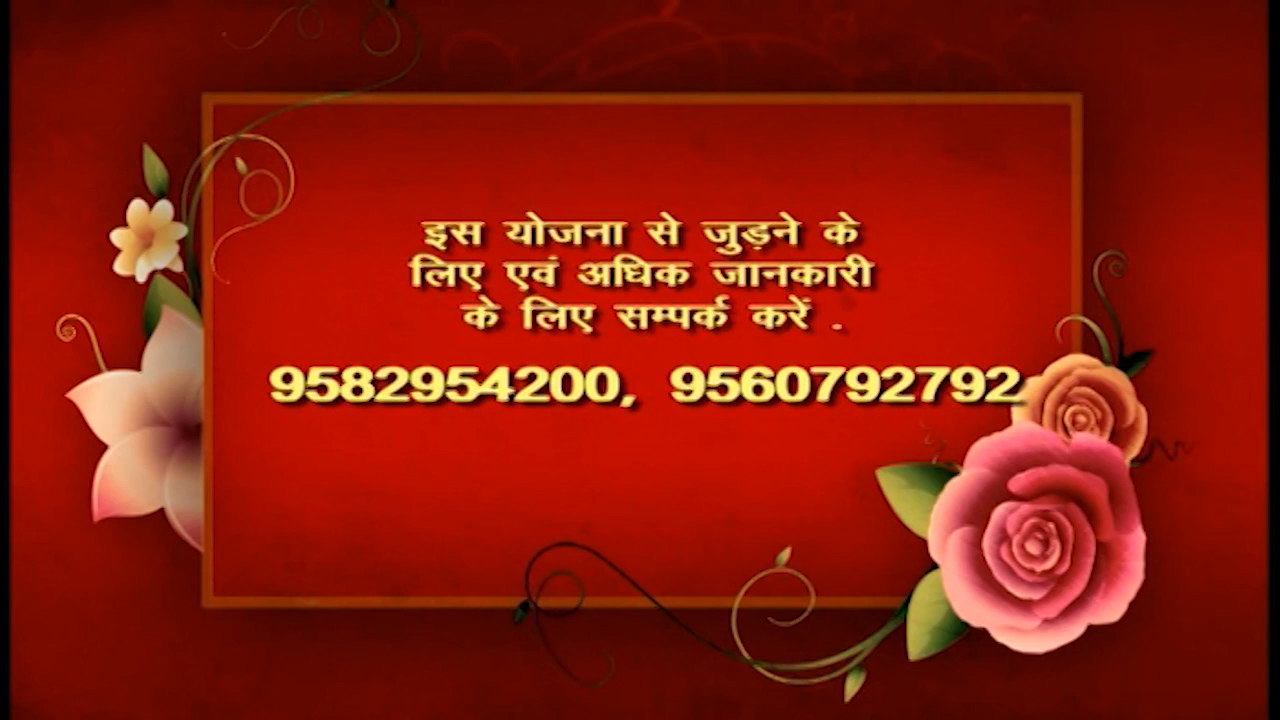 इस योजना से जुड़ने के
लिए एवं अधिक जानकारी
के लिए सम्पर्क करें .
9582954200, 9560792792